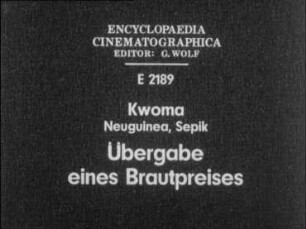 ENCYCLOPAEDIA
CINEMATOGRAPHICA
EDITOR: G. WOLF
E 2189
Kwoma
Neuguinea, Sepik
Übergabe
eines Brautpreises